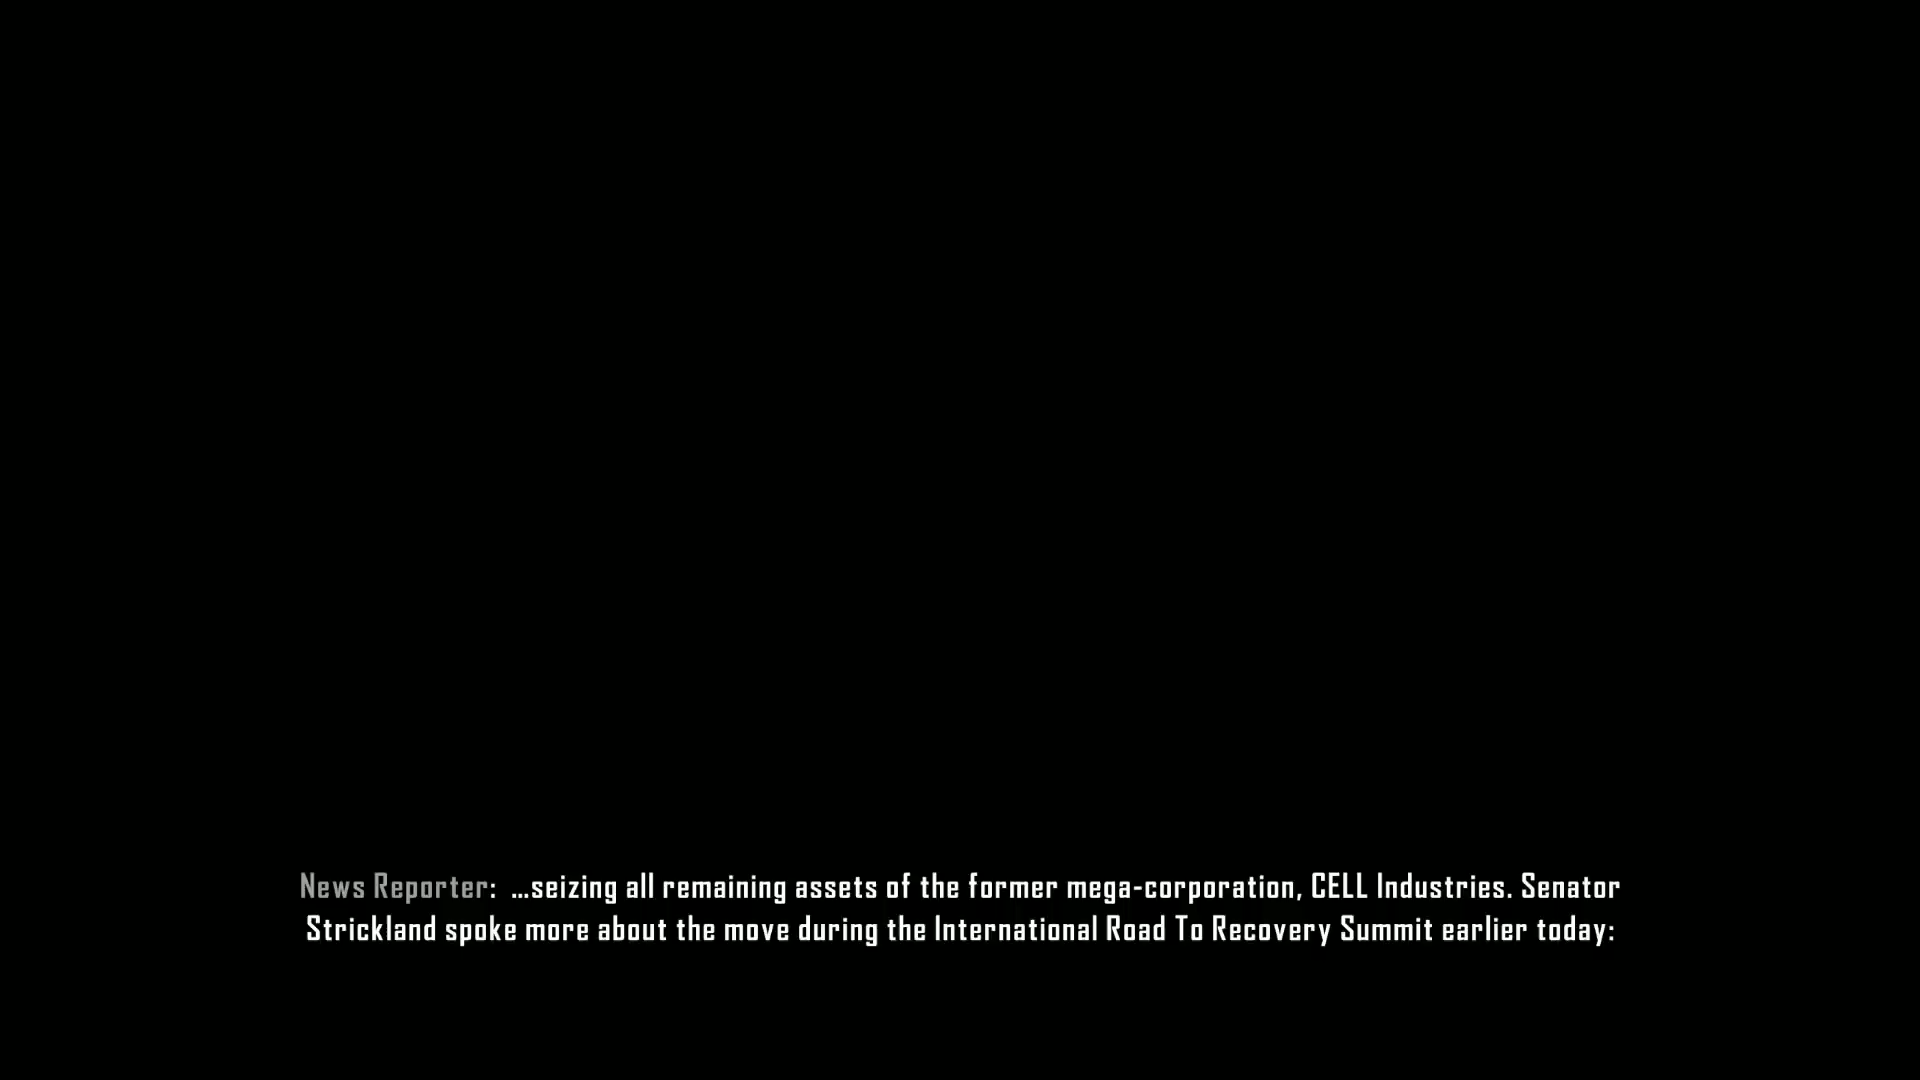 News Reporter: ...seizing all remaining assets of the former mega-corporation, CELL Industries. Senator
Strickland spoke more about the move during the International Road To Recovery Summit earlier today: